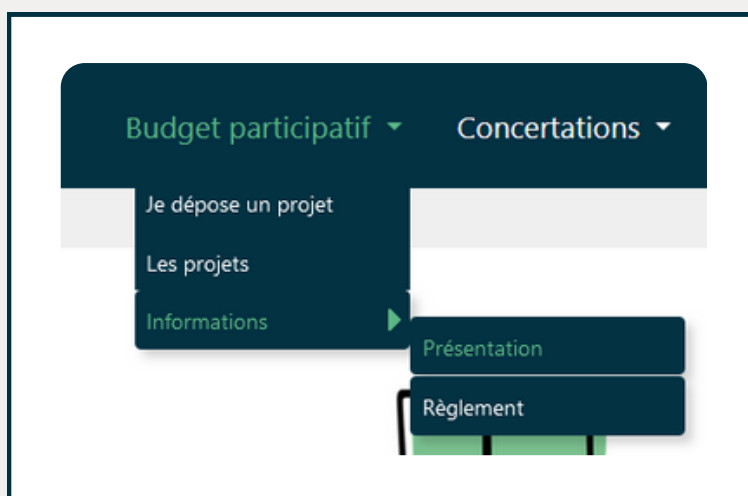 Budget participatif
Concertations
Je dépose un projet
Les projets
Informations
Présentation
Règlement